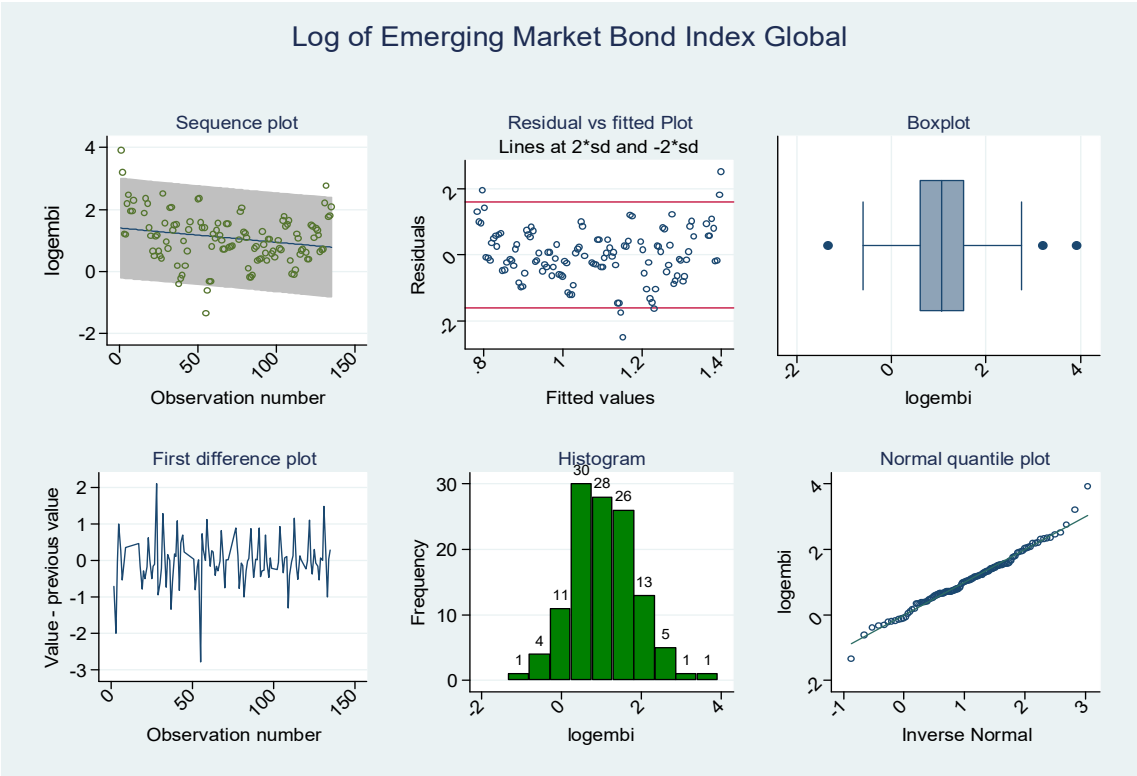 Log of Emerging Market Bond Index Global
Sequence plot
logembi
4
2
0
-2
0
50
100
150
Observation number
Residual vs fitted Plot
Lines at 2*sd and -2*sd
Residuals
2
0
-2
.8
1
1.2
1.4
Fitted values
Boxplot
-2
0
2
4
logembi
First difference plot
Value - previous value
2
1
0
-1
-2
-3
0
50
100
150
Observation number
Histogram
Frequency
30
20
10
0
1
4
11
30
28
26
13
5
1
1
-2
0
2
4
logembi
Normal quantile plot
logembi
4
2
0
-2
-1
0
1
2
3
Inverse Normal